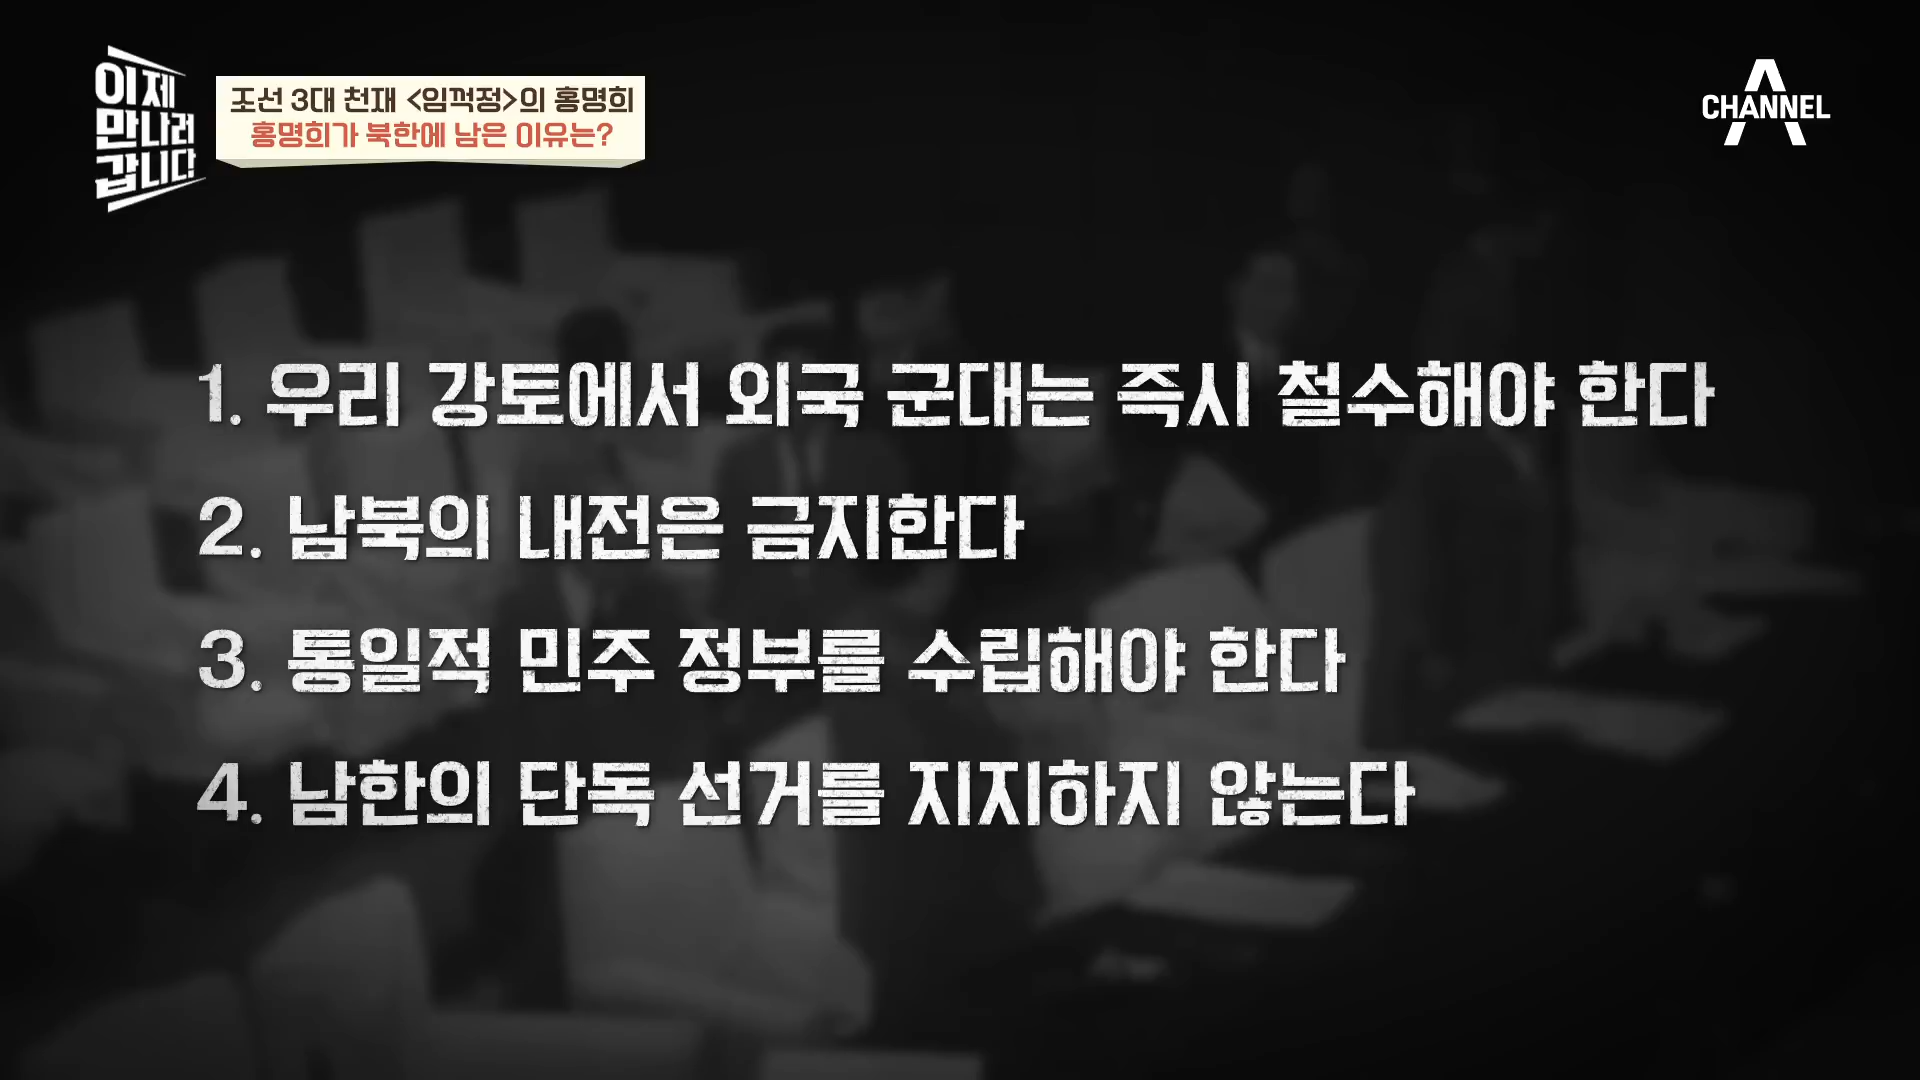 이제
만나러
갑니다
조선 3대 천재 <임꺽정>의 홍명희
홍명희가 북한에 남은 이유는?
CHANNEL A
1. 우리 강토에서 외국 군대는 즉시 철수해야 한다
2. 남북의 내전은 금지한다
3. 통일적 민주 정부를 수립해야 한다
4. 남한의 단독 선거를 지지하지 않는다